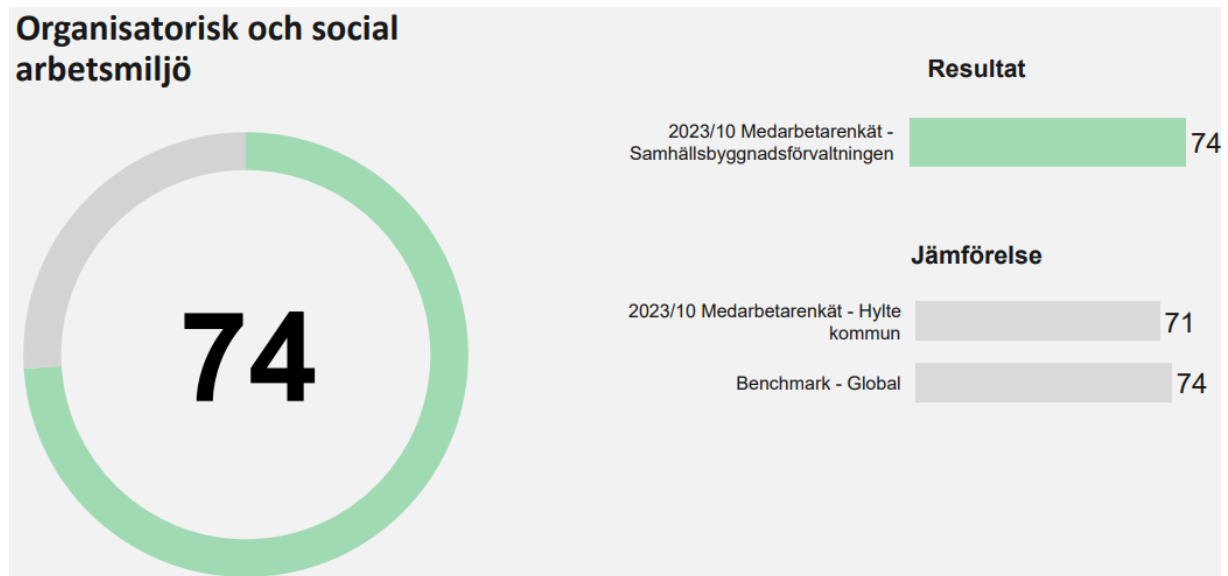 Organisatorisk och social
arbetsmiljö
74
Resultat
2023/10 Medarbetarenkät -
Samhällsbyggnadsförvaltningen
74
Jämförelse
2023/10 Medarbetarenkät - Hylte
kommun
71
Benchmark - Global
74